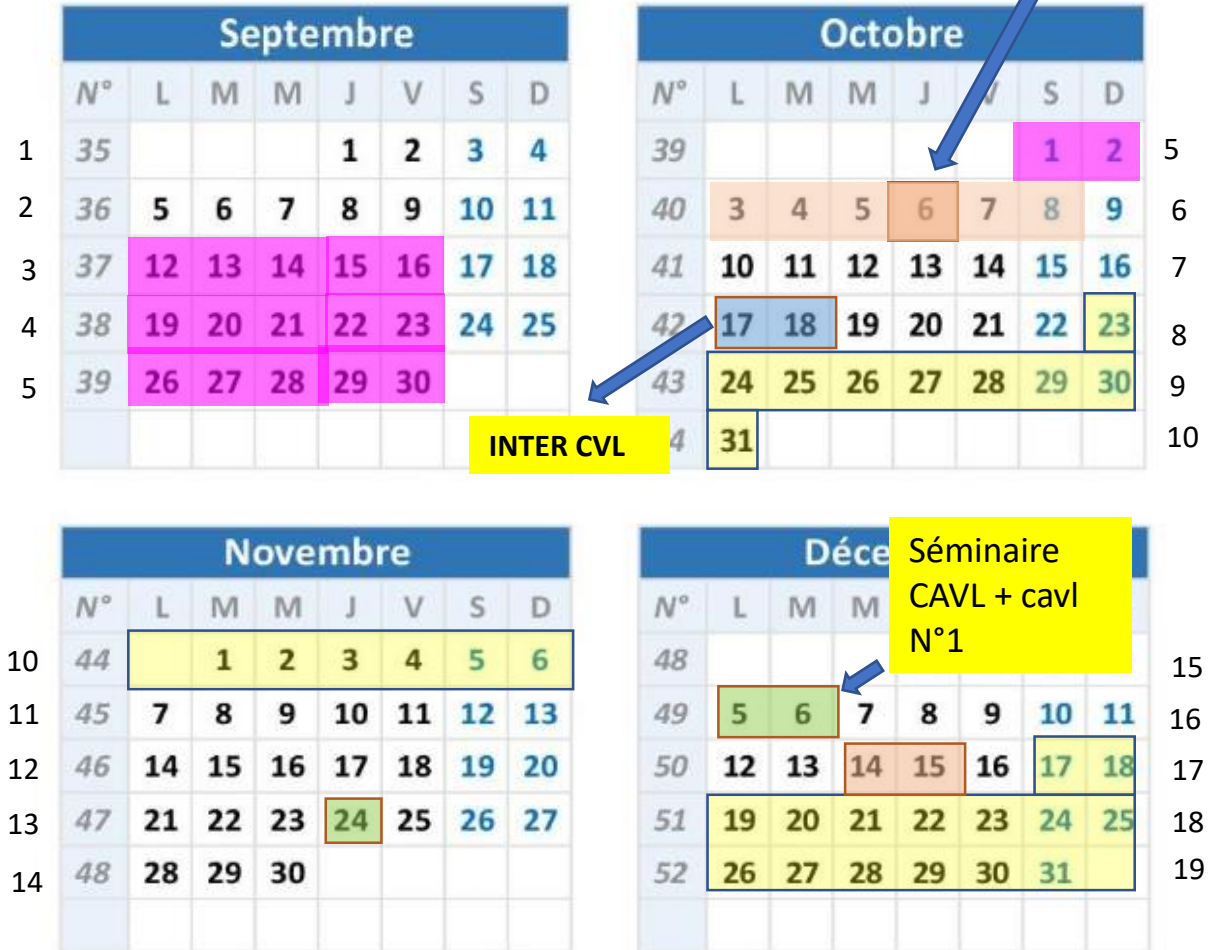 Septembre
N° L M M J V S D
1 35 1 2 3 4
2 36 5 6 7 8 9 10 11
3 37 12 13 14 15 16 17 18
4 38 19 20 21 22 23 24 25
5 39 26 27 28 29 30
Octobre
N° L M M J V S D
39 1 2 5
40 3 4 5 6 7 8 9 6
41 10 11 12 13 14 15 16 7
42 17 18 19 20 21 22 23 8
43 24 25 26 27 28 29 30 9
4 31 10
INTER CVL
Novembre
N° L M M J V S D
10 44 1 2 3 4 5 6
11 45 7 8 9 10 11 12 13
12 46 14 15 16 17 18 19 20
13 47 21 22 23 24 25 26 27
14 48 28 29 30
Déce
N° L M M
Séminaire
CAVL + cavl
N°1
48 15
49 5 6 7 8 9 10 11 16
50 12 13 14 15 16 17 18 17
51 19 20 21 22 23 24 25 18
52 26 27 28 29 30 31 19